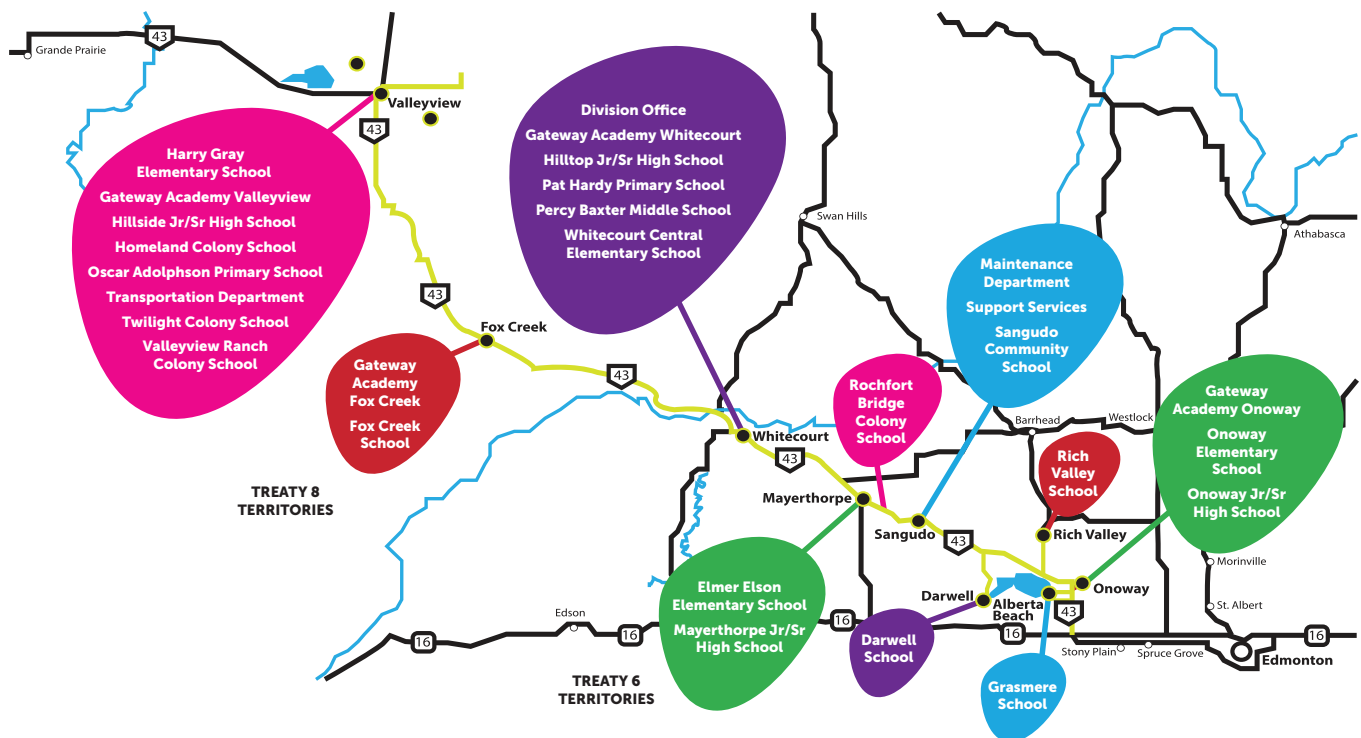 43
Grande Prairie
Valleyview
43
Harry Gray
Elementary School
Gateway Academy Valleyview
Hillside Jr/Sr High School
Homeland Colony School
Oscar Adolphson Primary School
Transportation Department
Twilight Colony School
Valleyview Ranch
Colony School
Division Office
Gateway Academy Whitecourt
Hilltop Jr/Sr High School
Pat Hardy Primary School
Percy Baxter Middle School
Whitecourt Central
Elementary School
Swan Hills
Athabasca
Maintenance
Department
Support Services
Sangudo
Community
School
43
Fox Creek
Gateway
Academy
Fox Creek
Fox Creek
School
43
Rochfort
Bridge
Colony
School
Gateway
Academy Onoway
Onoway
Elementary
School
Onoway Jr/Sr
High School
Barrhead
Westlock
Whitecourt
43
Rich
Valley
School
TREATY 8
TERRITORIES
Mayerthorpe
Sangudo
43
Rich Valley
Morinville
Elmer Elson
Elementary School
Mayerthorpe Jr/Sr
High School
Darwell
Alberta
Beach
Onoway
43
St. Albert
Edson
16
16
16
16
16
Darwell
School
Stony Plain
Spruce Grove
Edmonton
TREATY 6
TERRITORIES
Grasmere
School